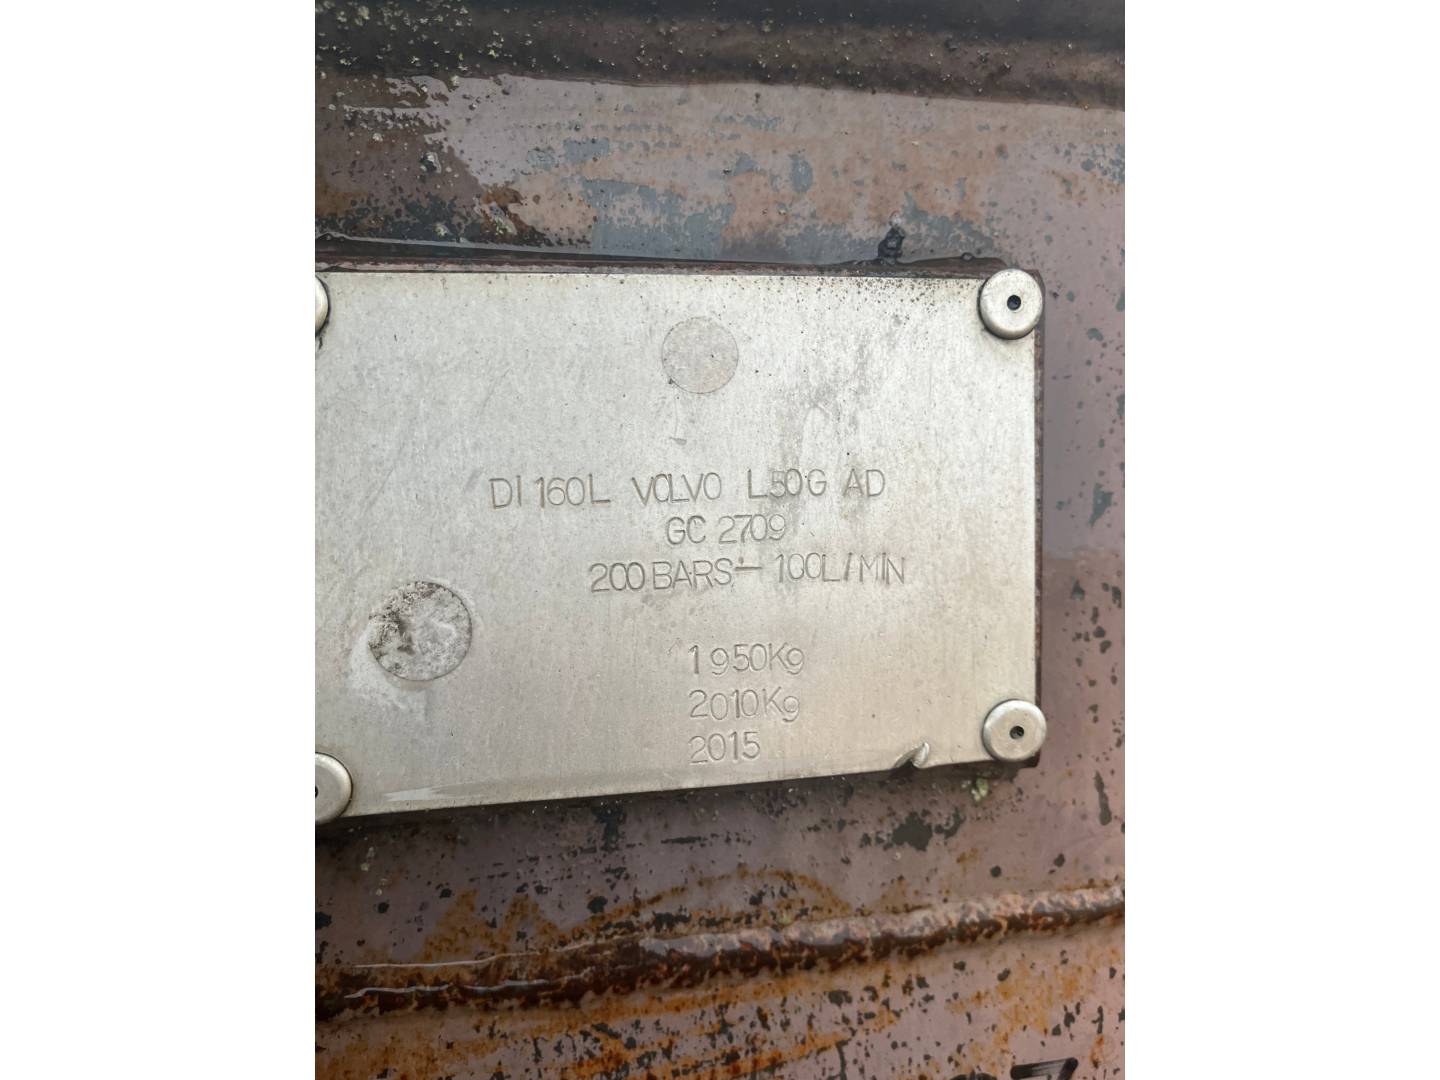 DI 160L VOLVO L50G AD
GC 2709
200 BARS - 100L/MIN
1950Kg
2010Kg
2015